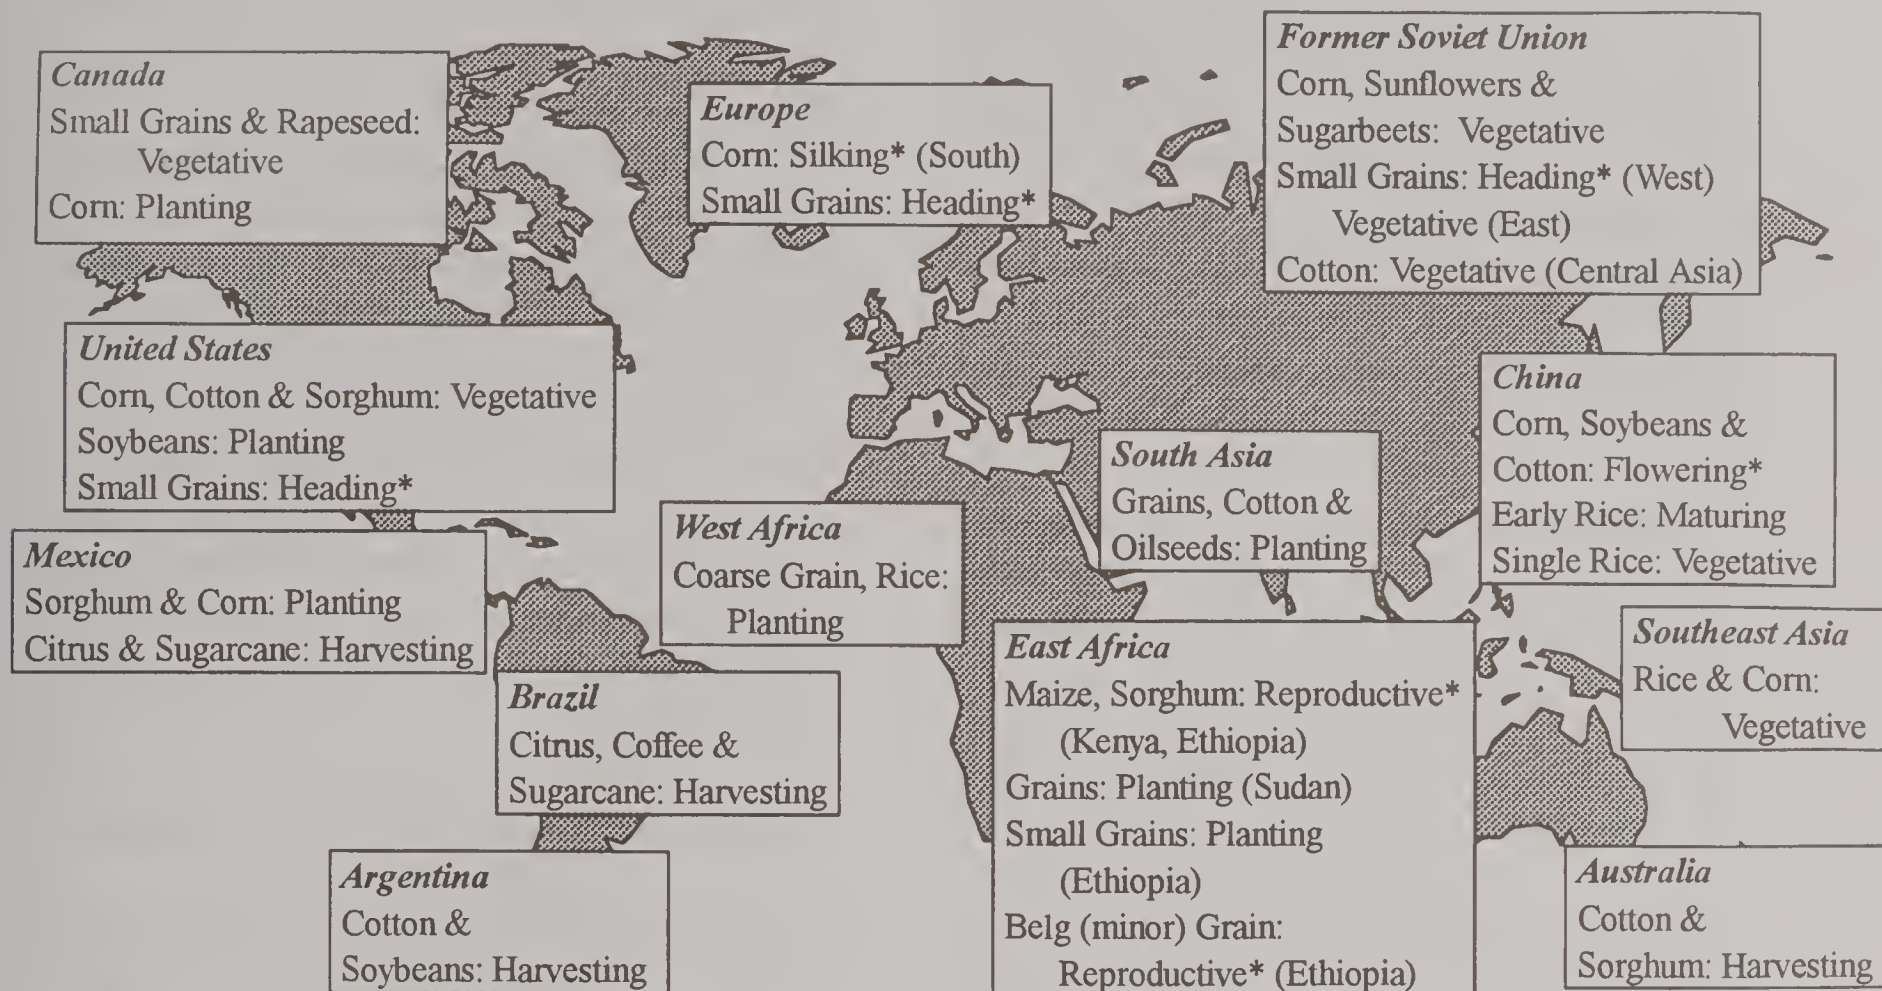 Canada
Small Grains & Rapeseed:
Vegetative
Corn: Planting
Europe
Corn: Silking* (South)
Small Grains: Heading*
Former Soviet Union
Corn, Sunflowers &
Sugarbeets: Vegetative
Small Grains: Heading* (West)
Vegetative (East)
Cotton: Vegetative (Central Asia)
United States
Corn, Cotton & Sorghum: Vegetative
Soybeans: Planting
Small Grains: Heading*
China
Corn, Soybeans &
Cotton: Flowering*
Early Rice: Maturing
Single Rice: Vegetative
South Asia
Grains, Cotton &
Oilseeds: Planting
Mexico
Sorghum & Corn: Planting
Citrus & Sugarcane: Harvesting
West Africa
Coarse Grain, Rice:
Planting
Brazil
Citrus, Coffee &
Sugarcane: Harvesting
East Africa
Maize, Sorghum: Reproductive*
(Kenya, Ethiopia)
Grains: Planting (Sudan)
Small Grains: Planting
(Ethiopia)
Belg (minor) Grain:
Reproductive* (Ethiopia)
Southeast Asia
Rice & Corn:
Vegetative
Argentina
Cotton &
Soybeans: Harvesting
Australia
Cotton &
Sorghum: Harvesting